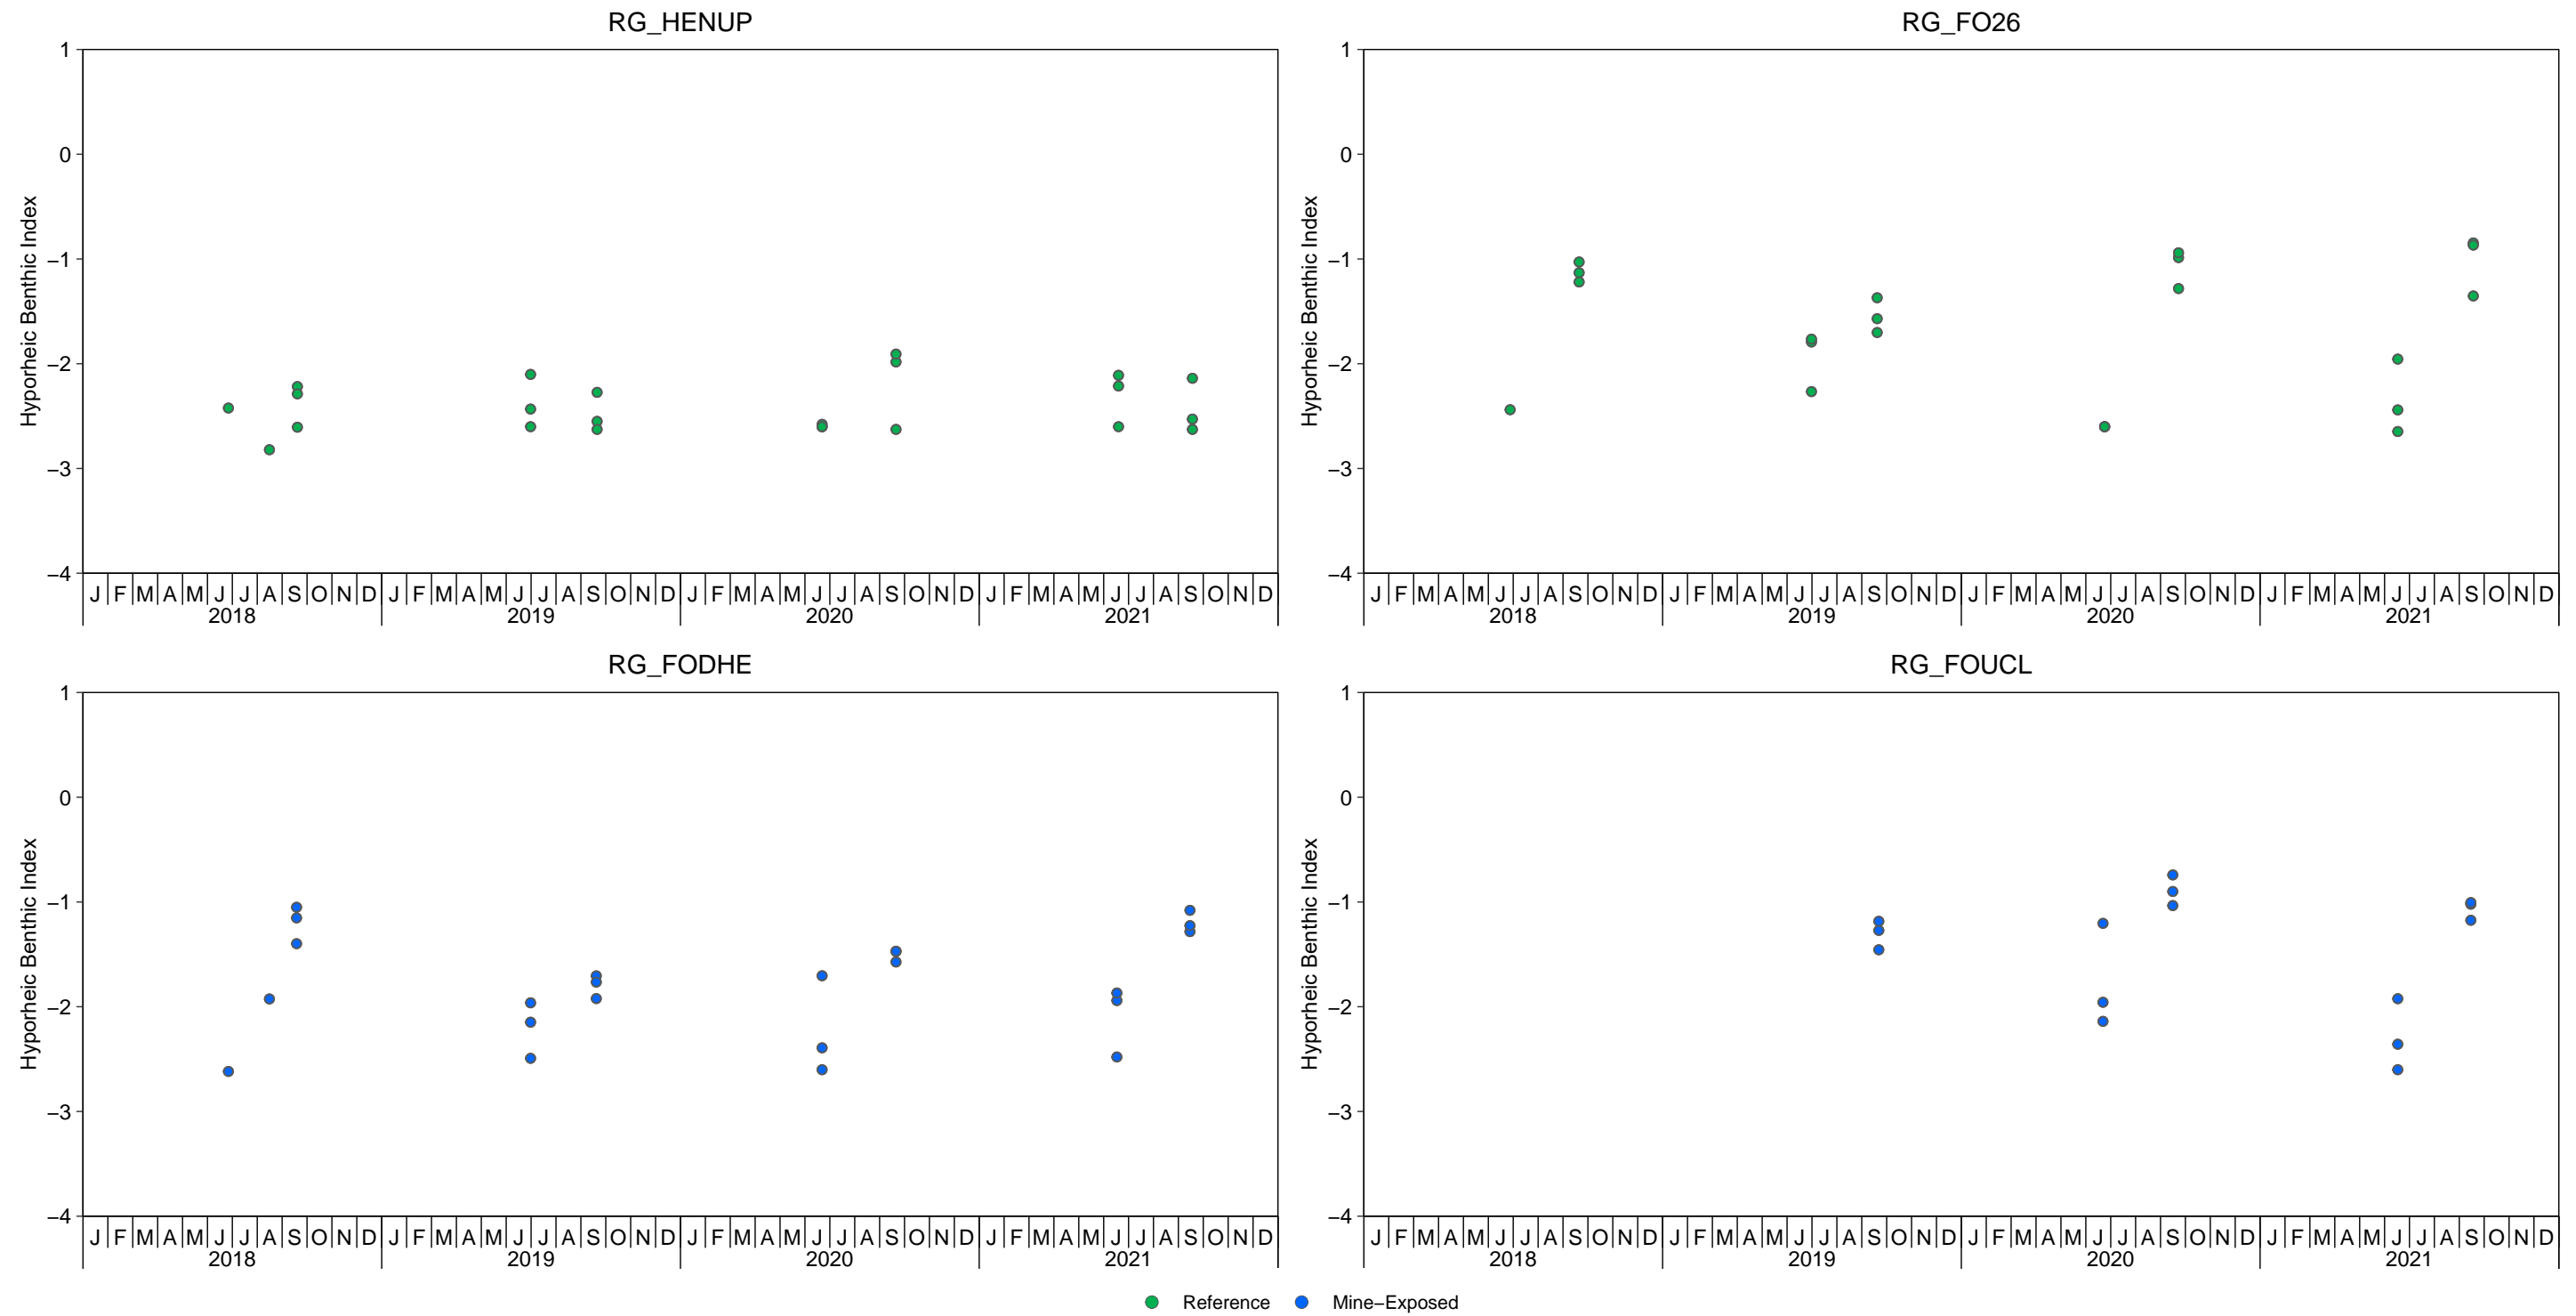 RG_HENUP
RG_FO26
1
0
−1
−2
−3
−4
Hyporheic Benthic Index
J F M A M J J A S O N D J F M A M J J A S O N D J F M A M J J A S O N D J F M A M J J A S O N D
2018 2019 2020 2021
1
0
−1
−2
−3
−4
Hyporheic Benthic Index
J F M A M J J A S O N D J F M A M J J A S O N D J F M A M J J A S O N D J F M A M J J A S O N D
2018 2019 2020 2021
RG_FODHE
RG_FOUCL
1
0
−1
−2
−3
−4
Hyporheic Benthic Index
J F M A M J J A S O N D J F M A M J J A S O N D J F M A M J J A S O N D J F M A M J J A S O N D
2018 2019 2020 2021
1
0
−1
−2
−3
−4
Hyporheic Benthic Index
J F M A M J J A S O N D J F M A M J J A S O N D J F M A M J J A S O N D J F M A M J J A S O N D
2018 2019 2020 2021
Reference Mine−Exposed